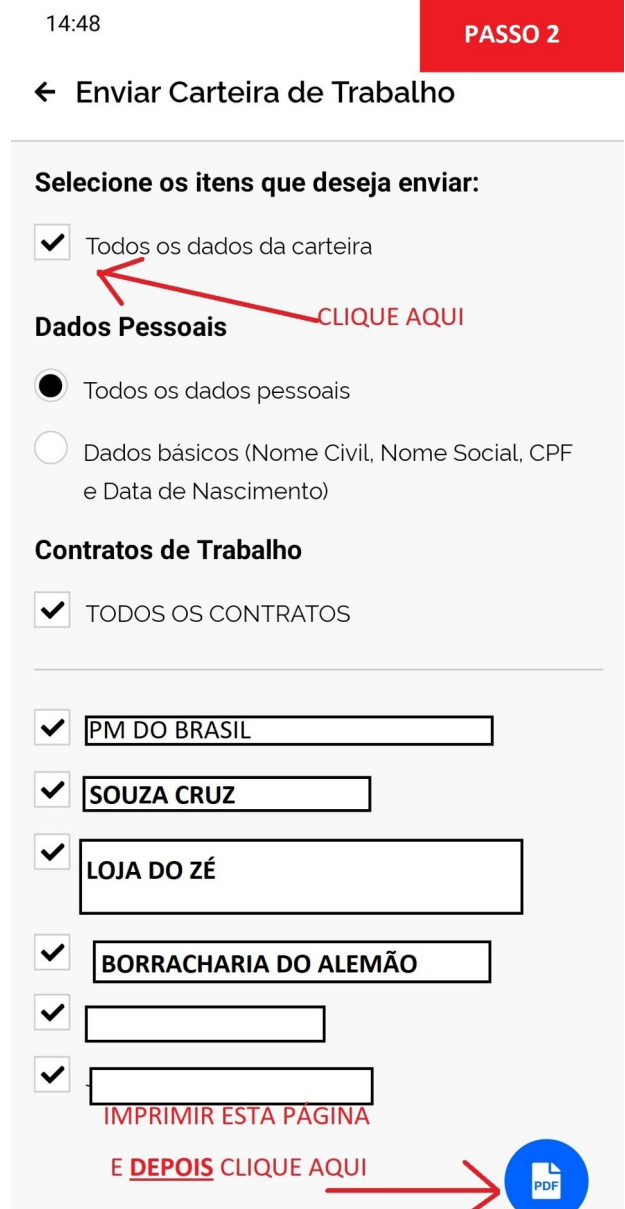 14:48
PASSO 2
← Enviar Carteira de Trabalho
Selecione os itens que deseja enviar:
Todos os dados da carteira
CLIQUE AQUI
Dados Pessoais
Todos os dados pessoais
Dados básicos (Nome Civil, Nome Social, CPF
e Data de Nascimento)
Contratos de Trabalho
TODOS OS CONTRATOS
PM DO BRASIL
SOUZA CRUZ
LOJA DO ZÉ
BORRACHARIA DO ALEMÃO
IMPRIMIR ESTA PÁGINA
E DEPOIS CLIQUE AQUI
PDF